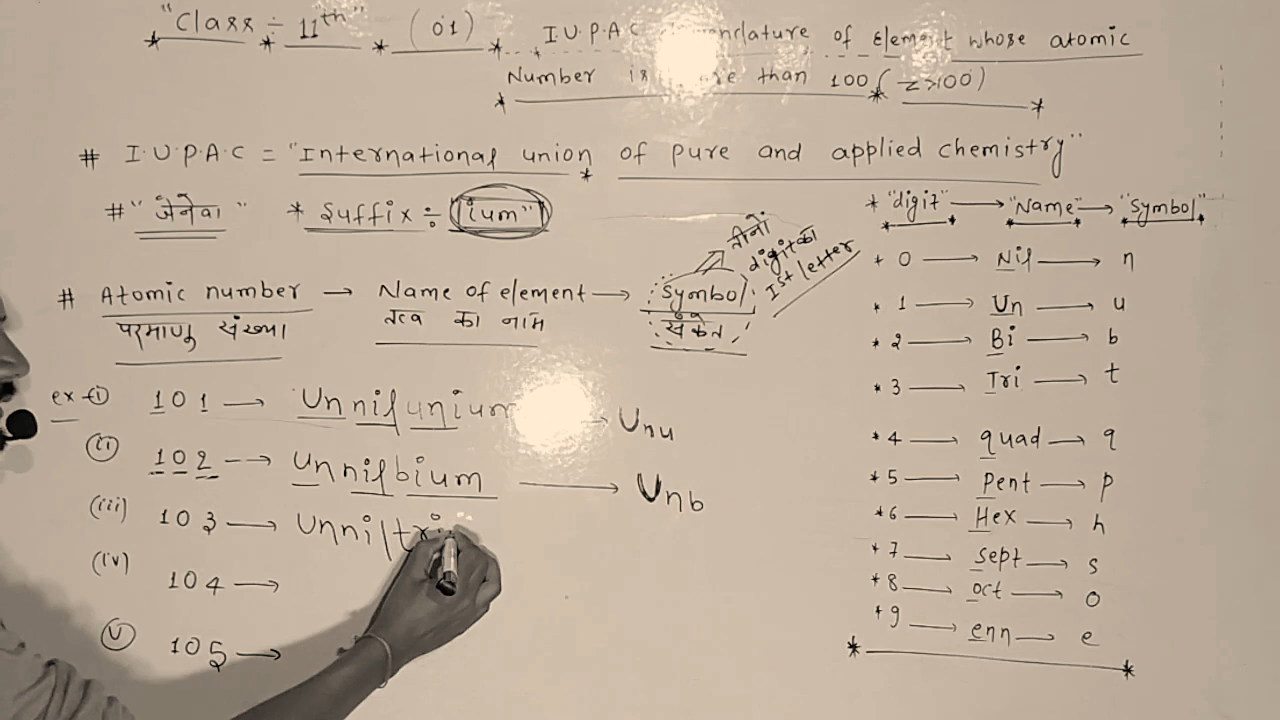 "Class ÷ 11th" (01) I.U.P.A.C nclature of Element whose atomic
Number is than 100 (Z>100)
# I.U.P.A.C = "International union of pure and applied chemistry"
# "जेनेवा" * Suffix ÷ "ium"
# Atomic number → Name of element → Symbol
परमाणु संख्या तत्व का नाम संकेत
तीनों
digit का
1st letter
ex-(i) 101 → Unnilunium → Unu
(ii) 102 → Unnilbium → Unb
(iii) 103 → Unniltri
(iv) 104 →
(v) 105 →
* "digit" → "Name" → "Symbol"
* 0 → Nil → n
* 1 → Un → u
* 2 → Bi → b
* 3 → Tri → t
* 4 → quad → q
* 5 → Pent → p
* 6 → Hex → h
* 7 → sept → s
* 8 → oct → o
* 9 → enn → e